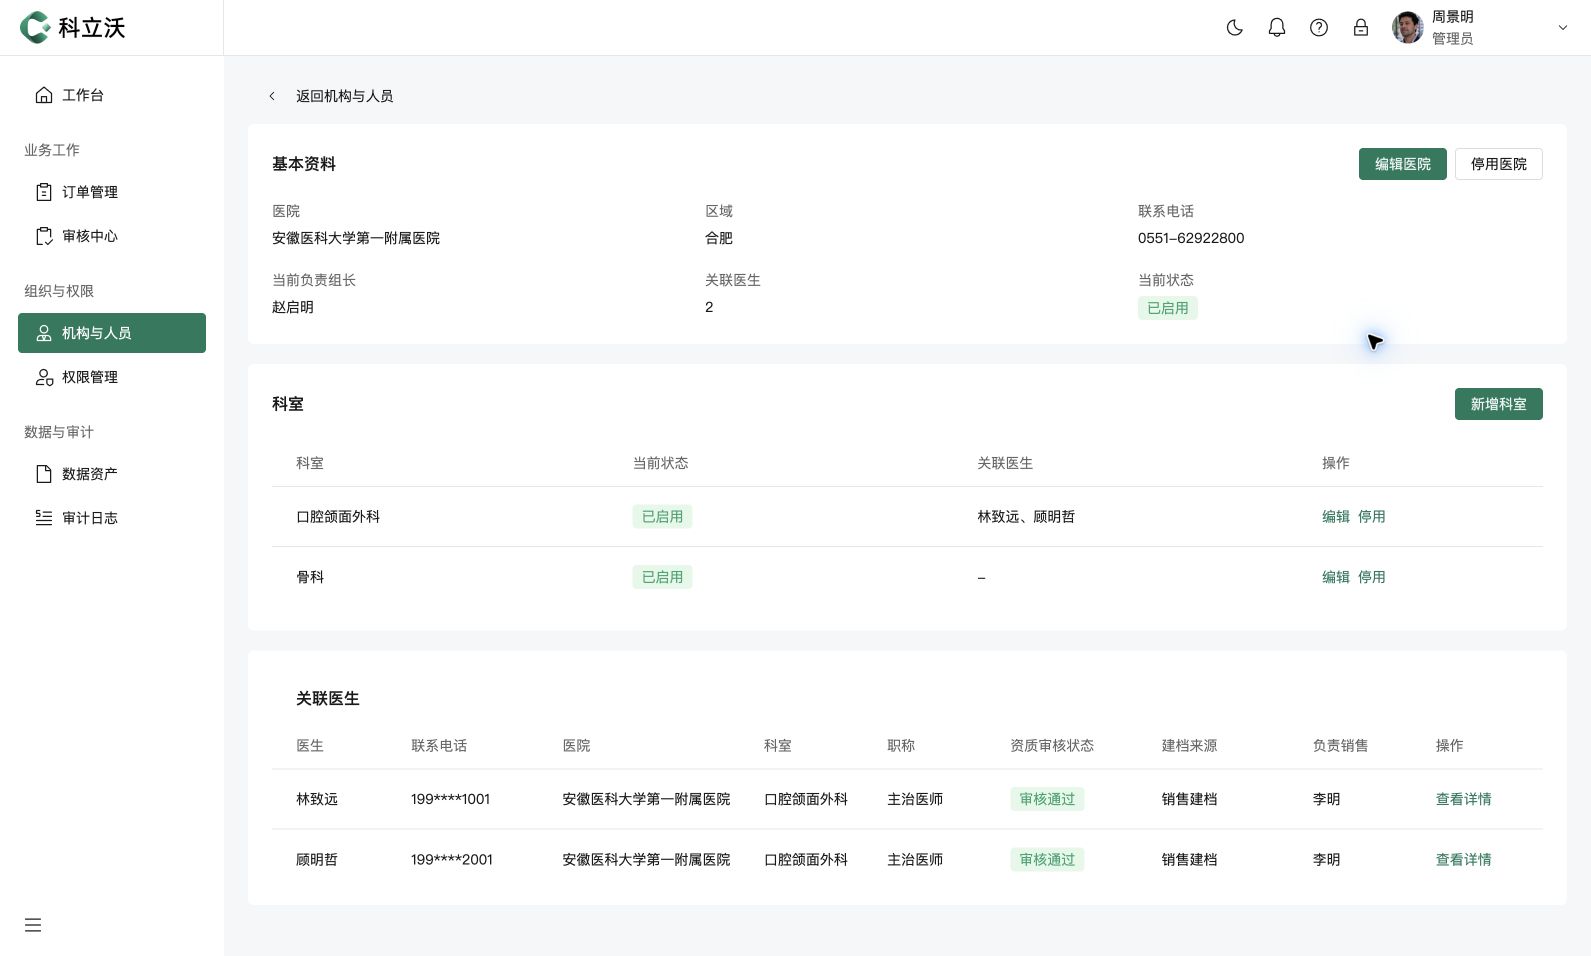 科立沃
周景明
管理员
工作台
业务工作
订单管理
审核中心
组织与权限
机构与人员
权限管理
数据与审计
数据资产
审计日志
返回机构与人员
基本资料
编辑医院 停用医院
医院 区域 联系电话
安徽医科大学第一附属医院 合肥 0551-62922800
当前负责组长 关联医生 当前状态
赵启明 2 已启用
科室
新增科室
科室 当前状态 关联医生 操作
口腔颌面外科 已启用 林致远、顾明哲 编辑 停用
骨科 已启用 – 编辑 停用
关联医生
医生 联系电话 医院 科室 职称 资质审核状态 建档来源 负责销售 操作
林致远 199****1001 安徽医科大学第一附属医院 口腔颌面外科 主治医师 审核通过 销售建档 李明 查看详情
顾明哲 199****2001 安徽医科大学第一附属医院 口腔颌面外科 主治医师 审核通过 销售建档 李明 查看详情